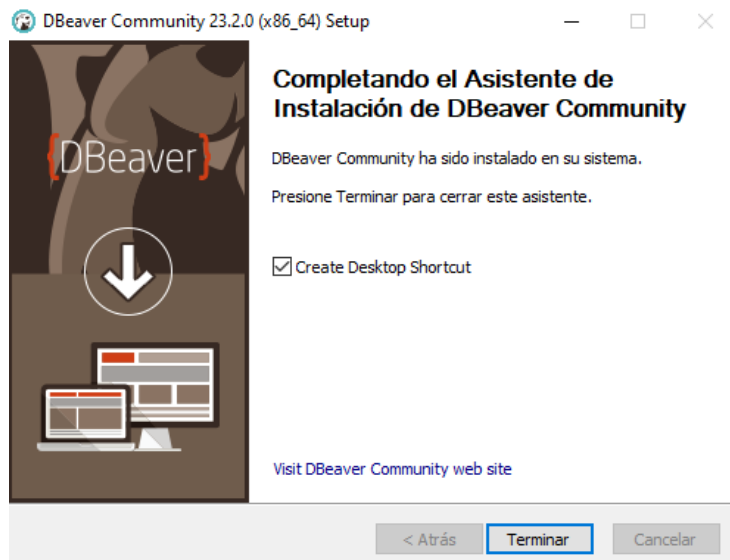 DBeaver Community 23.2.0 (x86_64) Setup
{DBeaver}
Completando el Asistente de
Instalación de DBeaver Community
DBeaver Community ha sido instalado en su sistema.
Presione Terminar para cerrar este asistente.
Create Desktop Shortcut
Visit DBeaver Community web site
< Atrás
Terminar
Cancelar